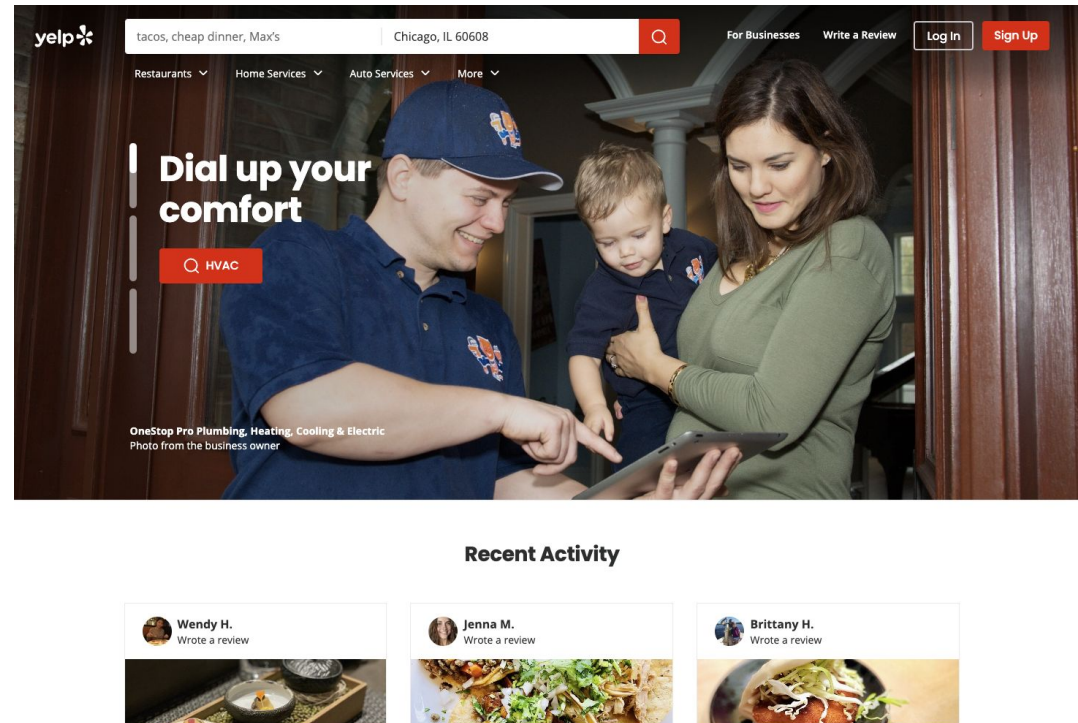 yelp
tacos, cheap dinner, Max's
Chicago, IL 60608
For Businesses
Write a Review
Log In
Sign Up
Restaurants
Home Services
Auto Services
More
Dial up your
comfort
HVAC
OneStop Pro Plumbing, Heating, Cooling & Electric
Photo from the business owner
Recent Activity
Wendy H.
Wrote a review
Jenna M.
Wrote a review
Brittany H.
Wrote a review